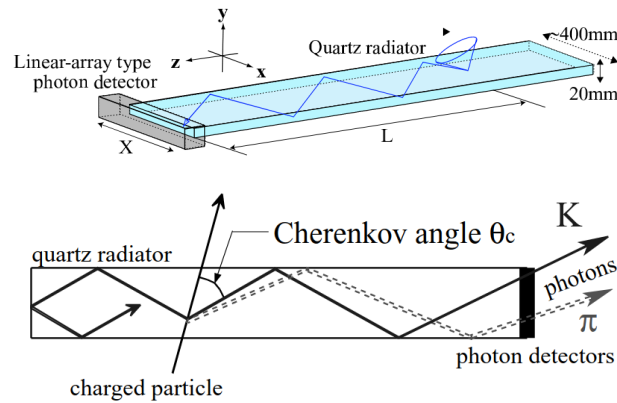 y
z
x
Linear-array type
photon detector
X
Quartz radiator
L
~400mm
20mm
quartz radiator
Cherenkov angle θc
K
photons
π
charged particle
photon detectors